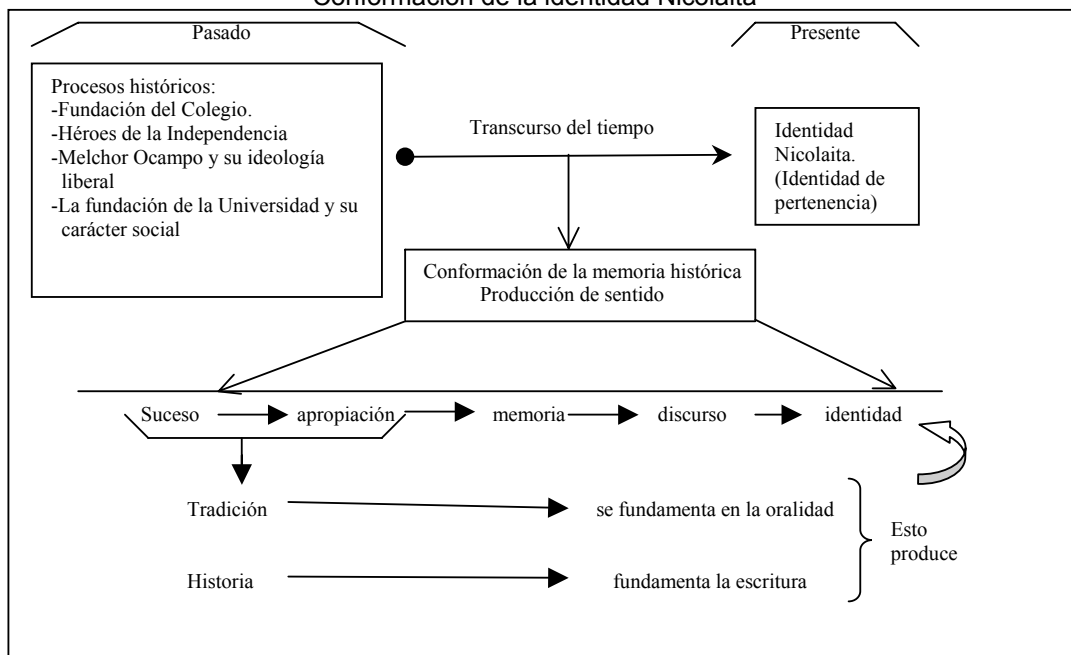 Conformación de la Identidad Nicolaita
Pasado
Presente
Procesos históricos:
-Fundación del Colegio.
-Héroes de la Independencia
-Melchor Ocampo y su ideología
liberal
-La fundación de la Universidad y su
carácter social
Transcurso del tiempo
Identidad
Nicolaita.
(Identidad de
pertenencia)
Conformación de la memoria histórica
Producción de sentido
Suceso apropiación memoria discurso identidad
Tradición se fundamenta en la oralidad
Historia fundamenta la escritura
Esto
produce